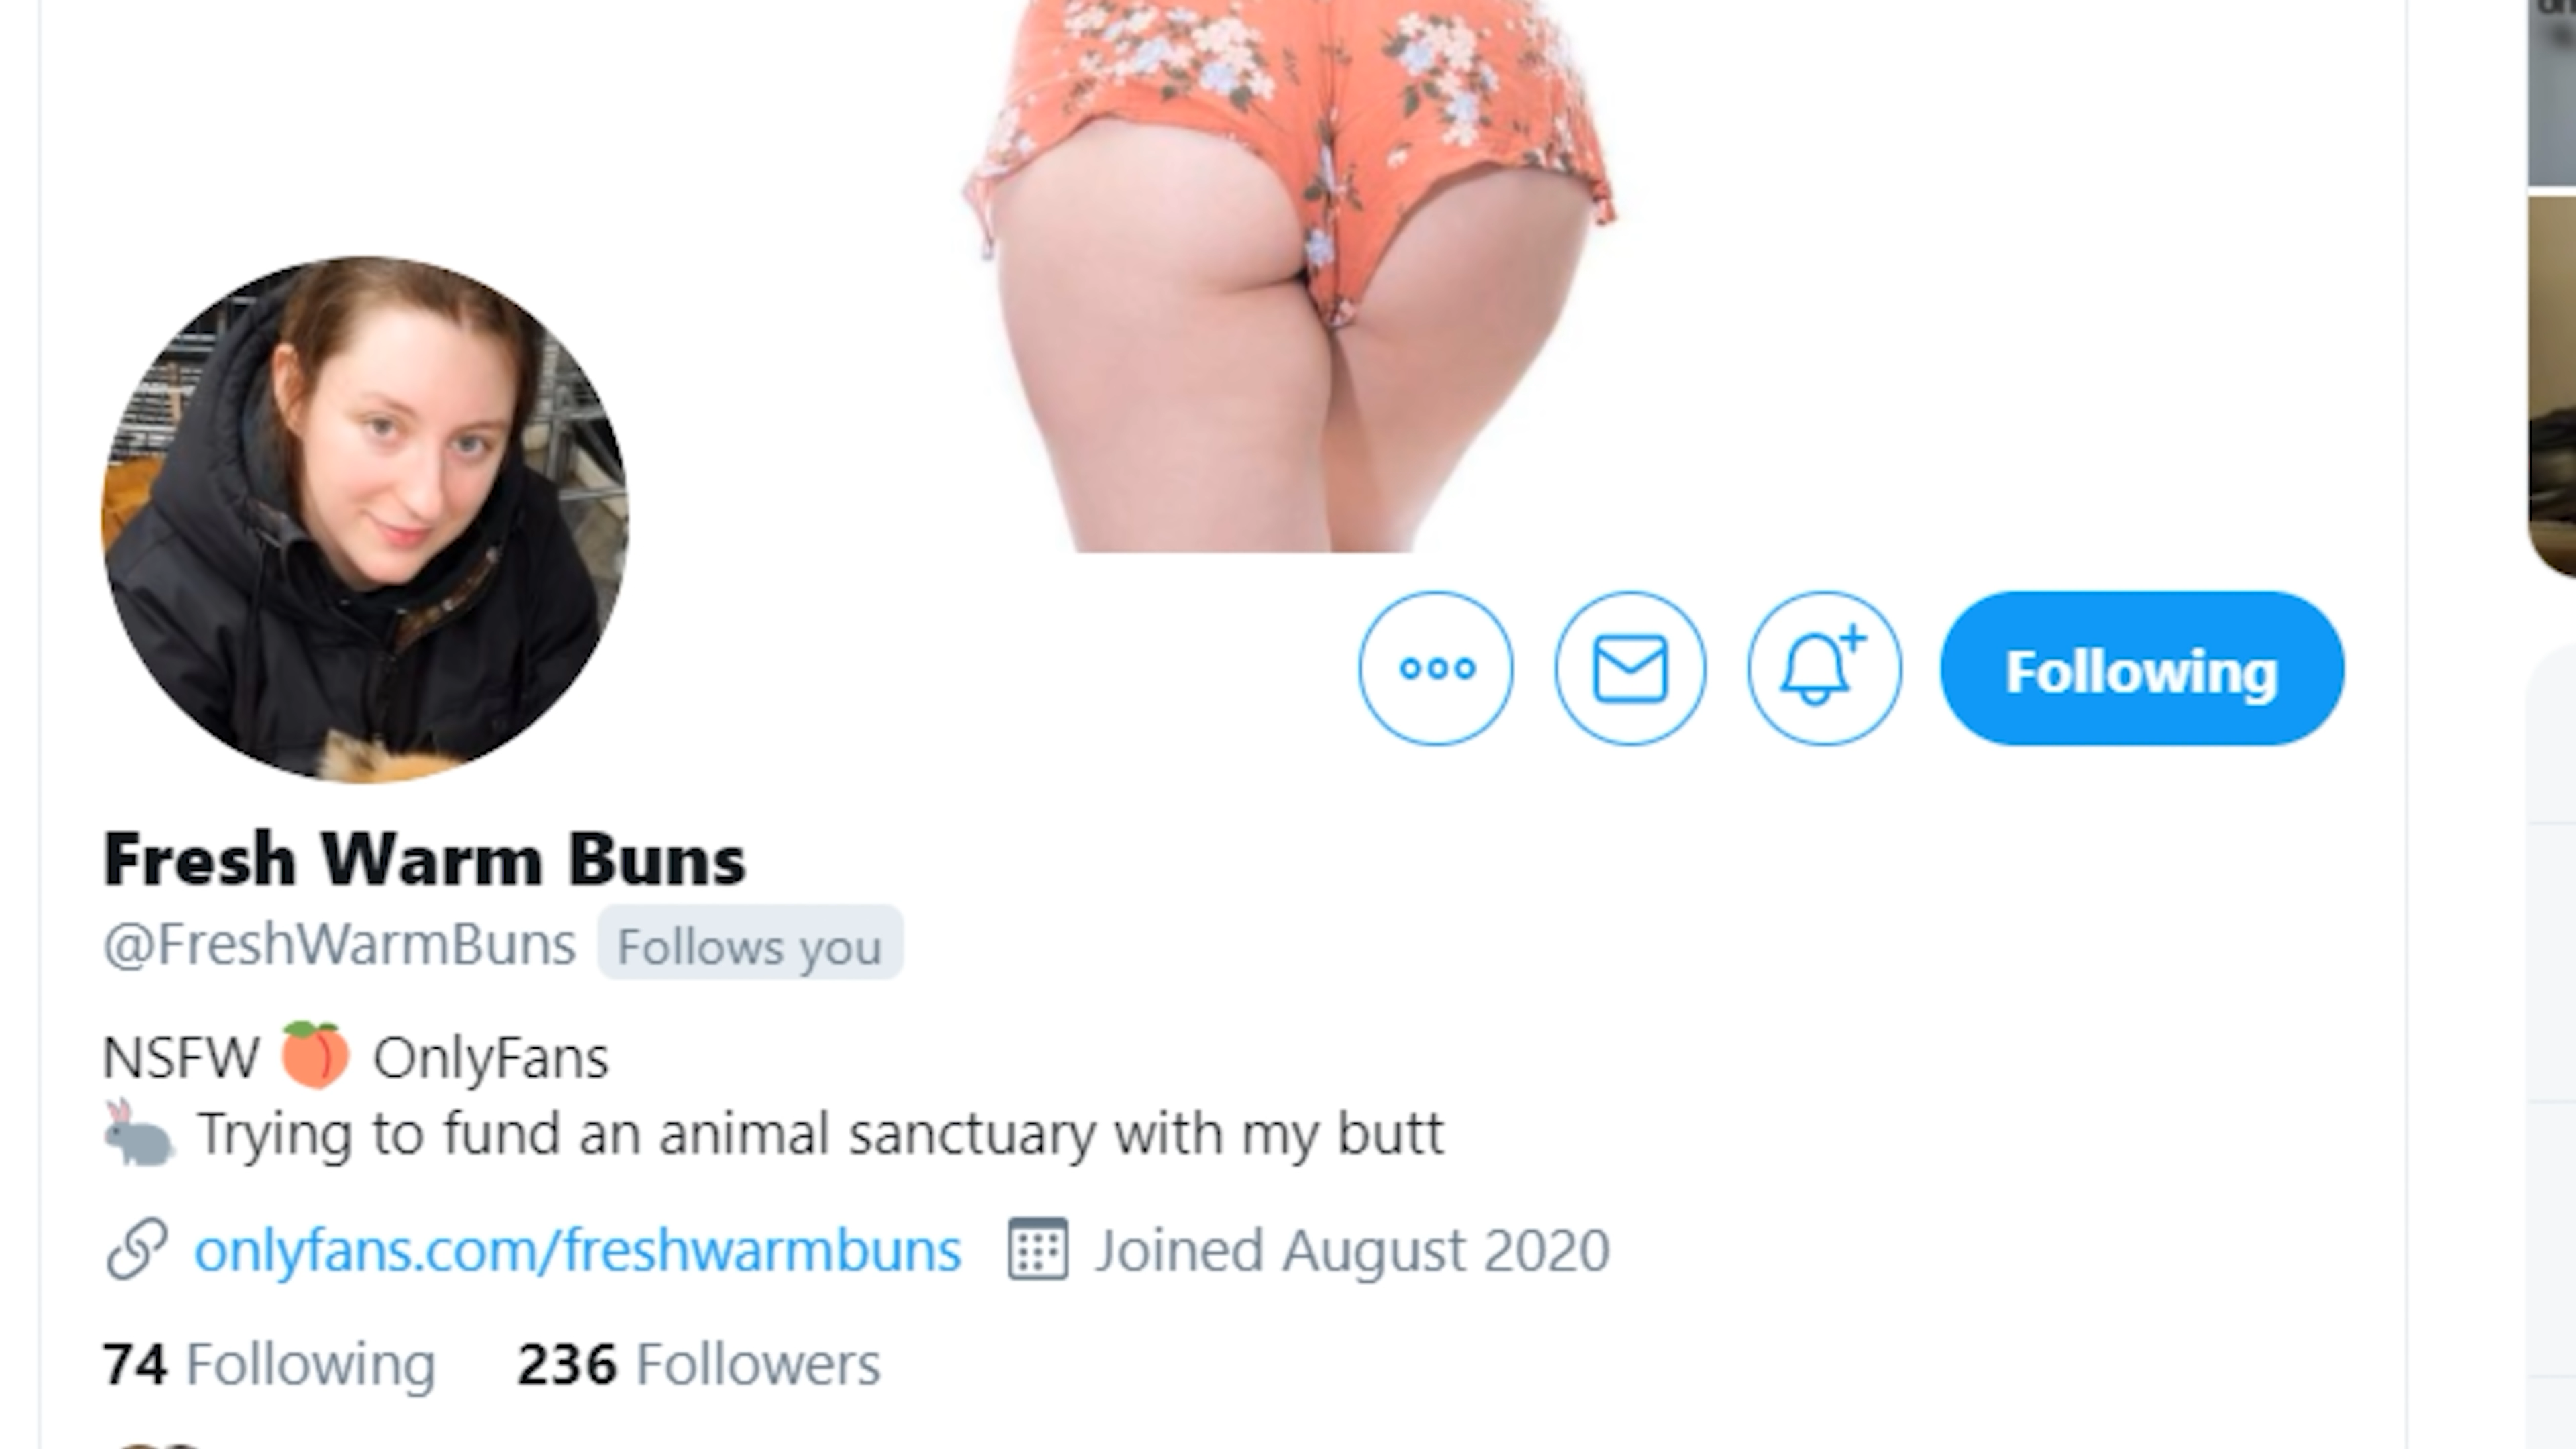 Following
Fresh Warm Buns
@FreshWarmBuns Follows you
NSFW 🍑 OnlyFans
🐇 Trying to fund an animal sanctuary with my butt
onlyfans.com/freshwarmbuns Joined August 2020
74 Following 236 Followers